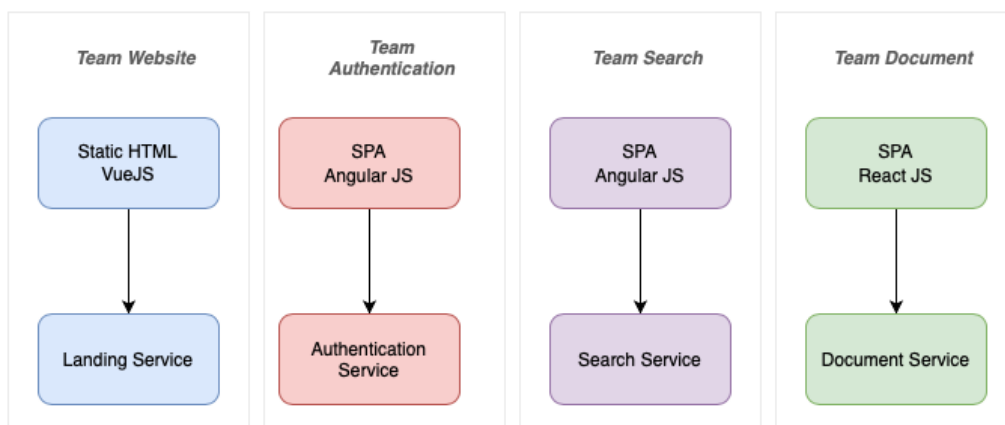 Team Website
Team
Authentication
Team Search
Team Document
Static HTML
VueJS
SPA
Angular JS
SPA
Angular JS
SPA
React JS
Landing Service
Authentication
Service
Search Service
Document Service